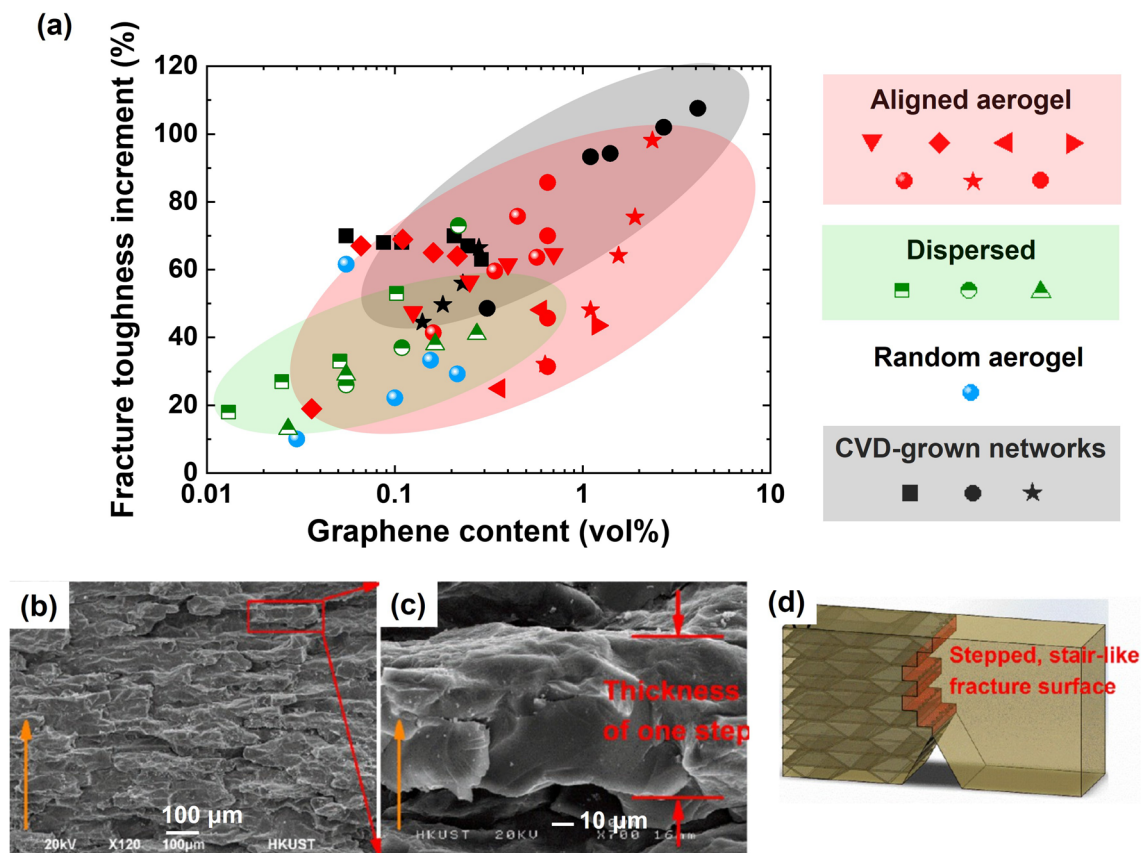 (a)
Fracture toughness increment (%)
120
100
80
60
40
20
0
0.01
0.1
1
10
Graphene content (vol%)
Aligned aerogel
Dispersed
Random aerogel
CVD-grown networks
(b)
100 µm
20kV X120 100µm HKUST
(c)
Thickness
of one step
10 µm
HKUST 20KV X700 16mm
(d)
Stepped, stair-like
fracture surface